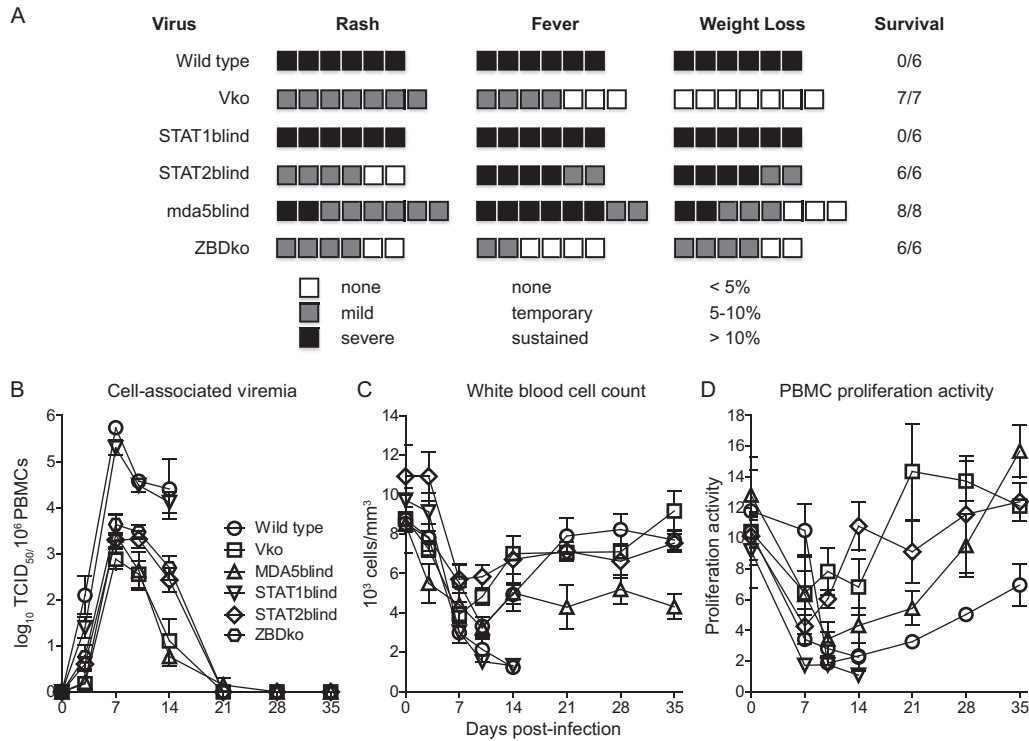 A
Virus Rash Fever Weight Loss Survival
Wild type 0/6
Vko 7/7
STAT1blind 0/6
STAT2blind 6/6
mda5blind 8/8
ZBDko 6/6
none none < 5%
mild temporary 5-10%
severe sustained > 10%
B Cell-associated viremia
log10 TCID50/10⁶ PBMCs
6
5
4
3
2
1
0
0 7 14 21 28 35
Wild type
Vko
MDA5blind
STAT1blind
STAT2blind
ZBDko
C White blood cell count
10³ cells/mm³
14
12
10
8
6
4
2
0
0 7 14 21 28 35
Days post-infection
D PBMC proliferation activity
Proliferation activity
18
16
14
12
10
8
6
4
2
0
0 7 14 21 28 35